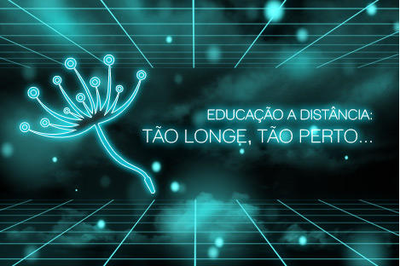 EDUCAÇÃO A DISTÂNCIA:
TÃO LONGE, TÃO PERTO...